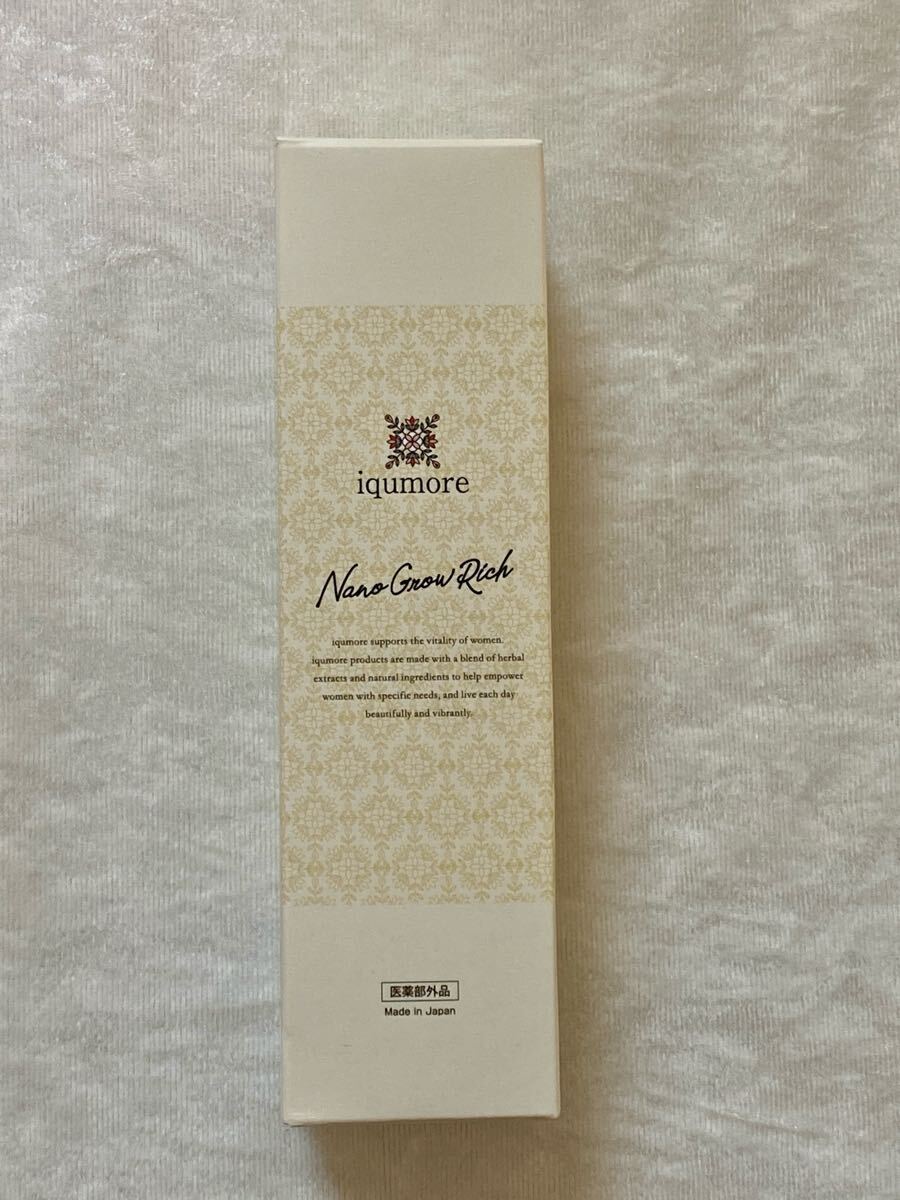 iqumore
Nano Grow Rich
iqumore supports the vitality of women.
iqumore products are made with a blend of herbal
extracts and natural ingredients to help empower
women with specific needs, and live each day
beautifully and vibrantly.
医薬部外品
Made in Japan